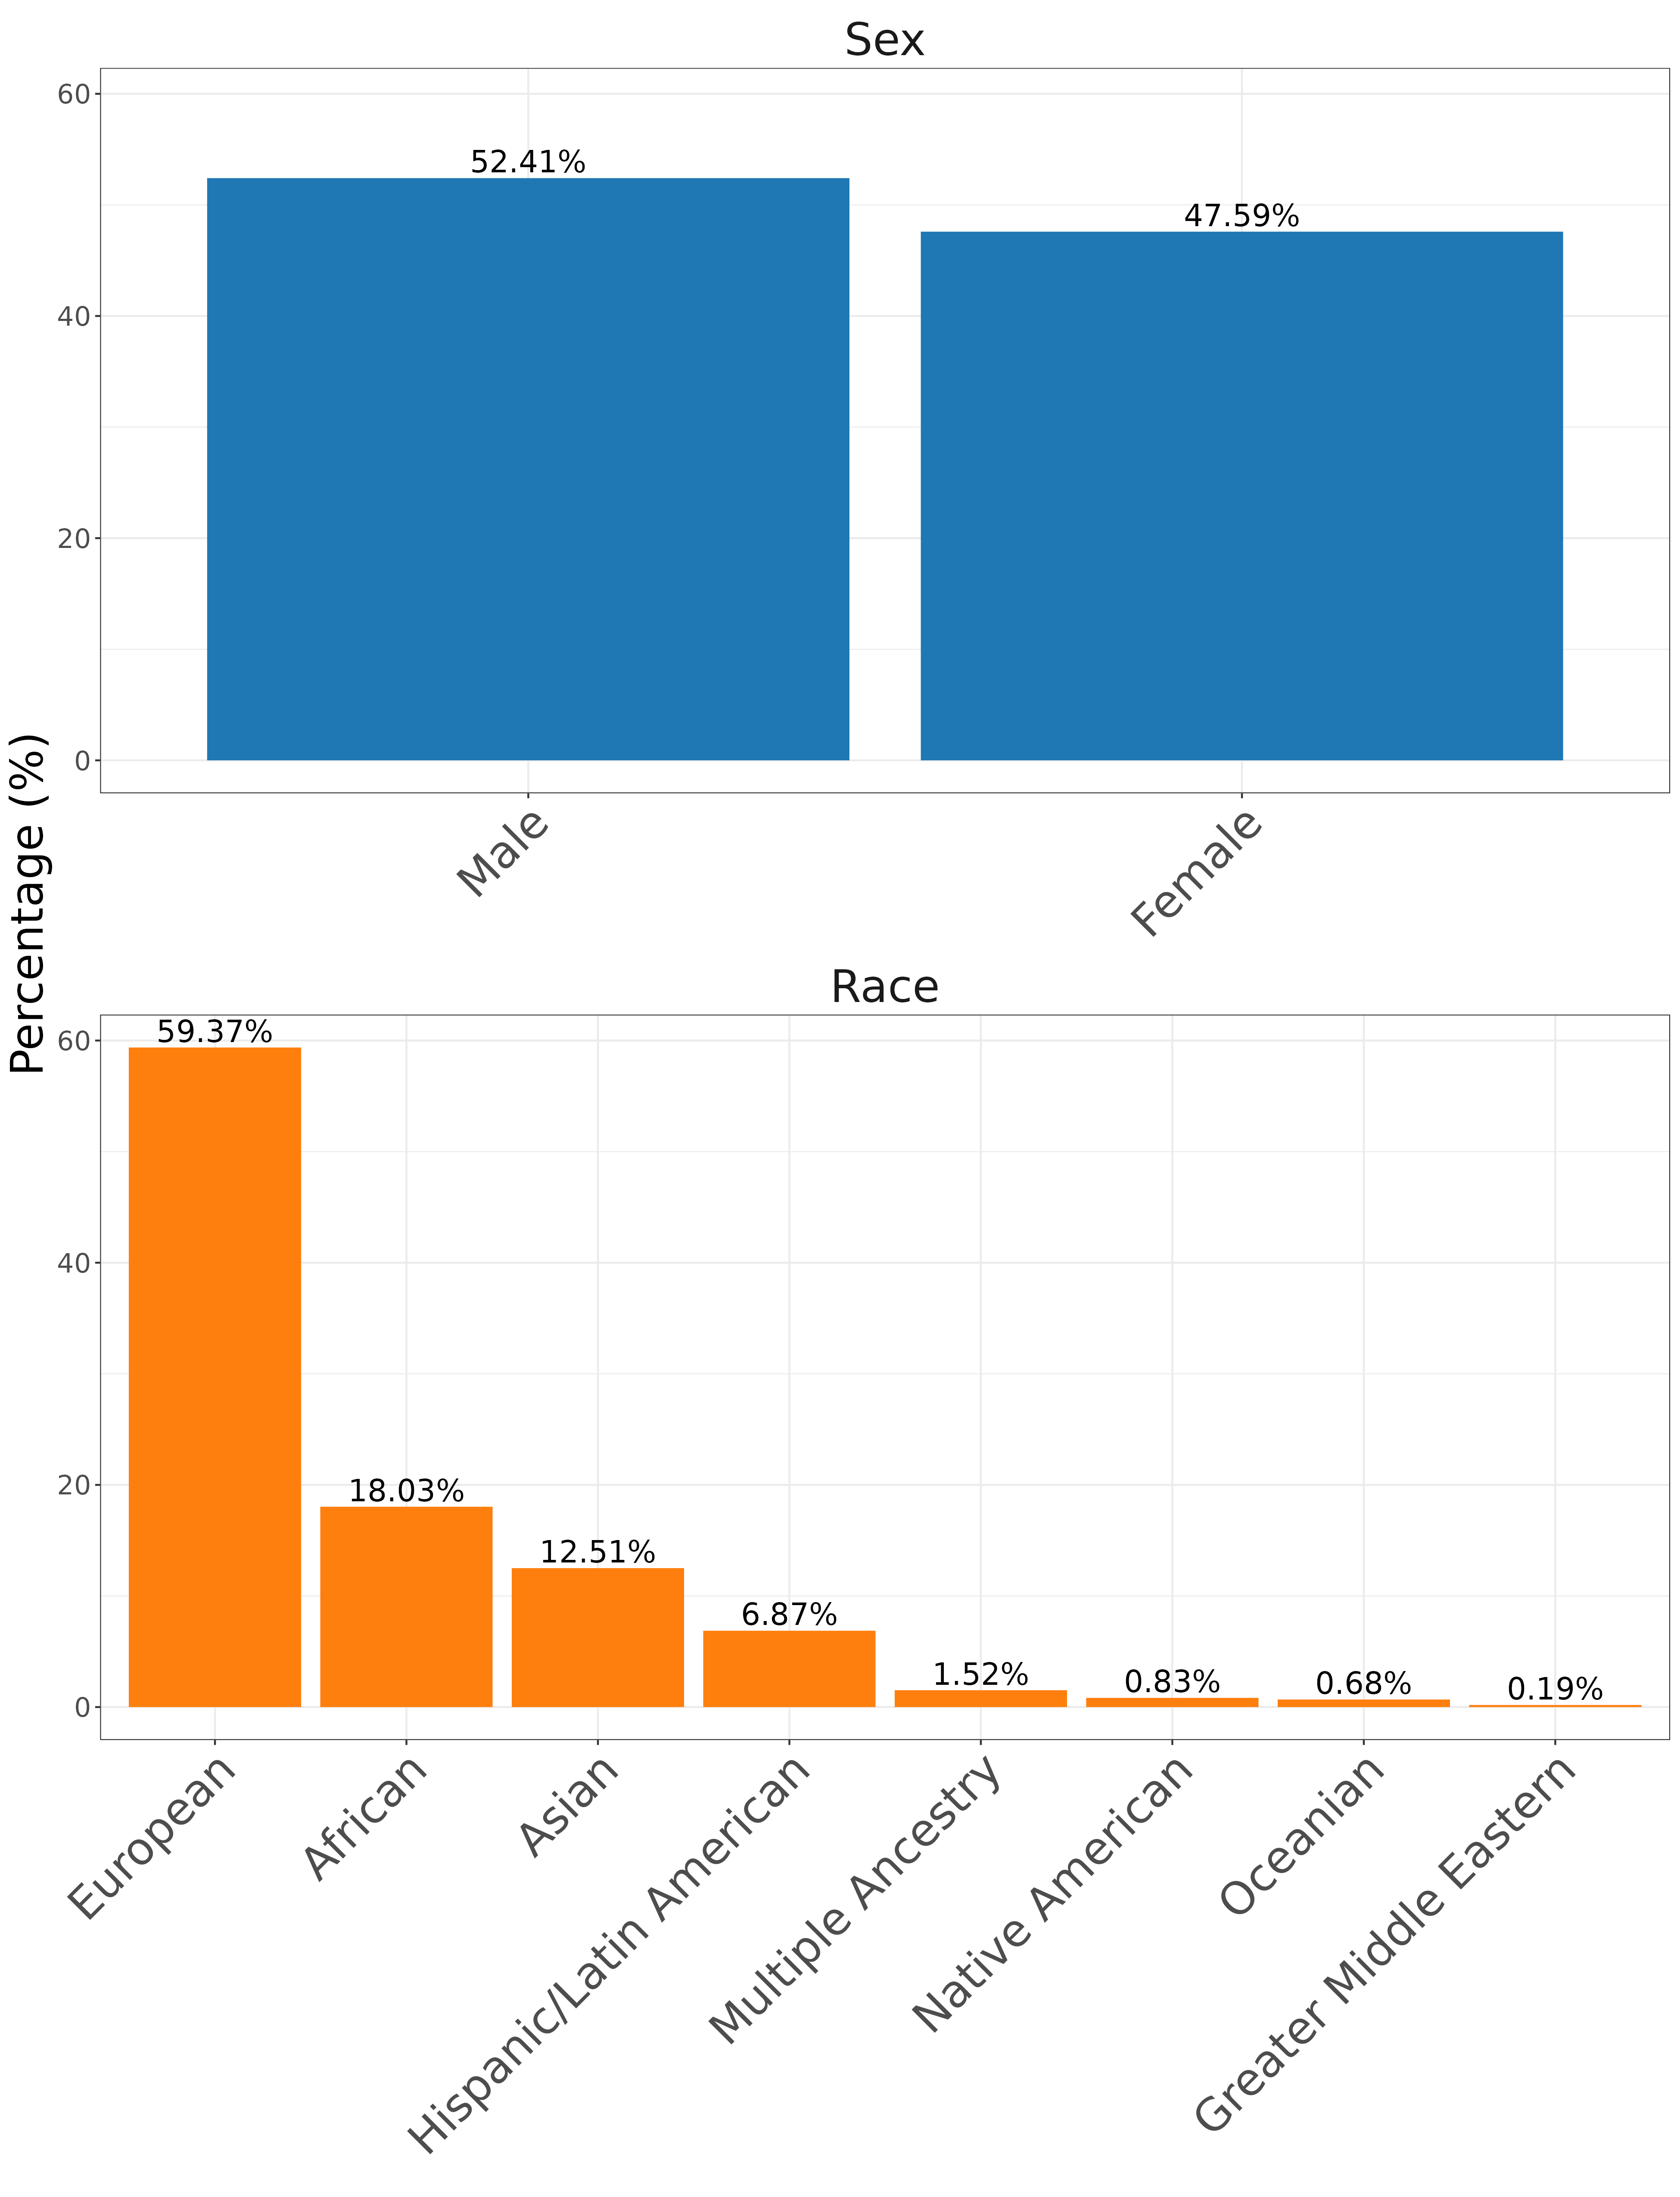 Sex
60
52.41%
47.59%
40
20
0
Male
Female
Percentage (%)
Race
60
59.37%
40
20
18.03%
12.51%
6.87%
1.52%
0.83%
0.68%
0.19%
0
European
African
Asian
Hispanic/Latin American
Multiple Ancestry
Native American
Oceanian
Greater Middle Eastern